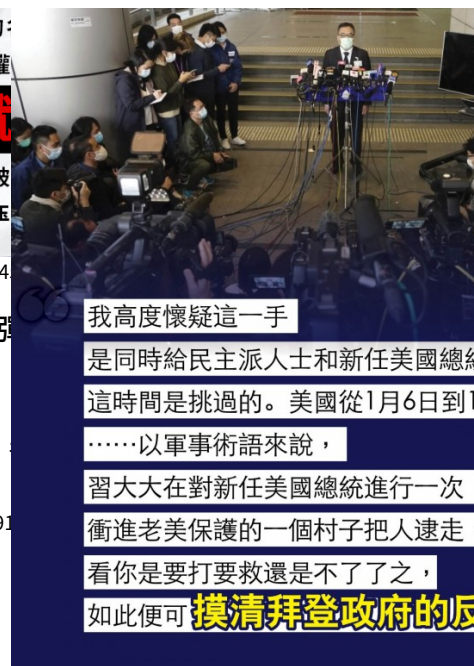 我高度懷疑這一手
是同時給民主派人士和新任美國總統
這時間是挑過的。美國從1月6日到1
……以軍事術語來說，
習大大在對新任美國總統進行一次
衝進老美保護的一個村子把人逮走
看你是要打要救還是不了了之，
如此便可摸清拜登政府的反